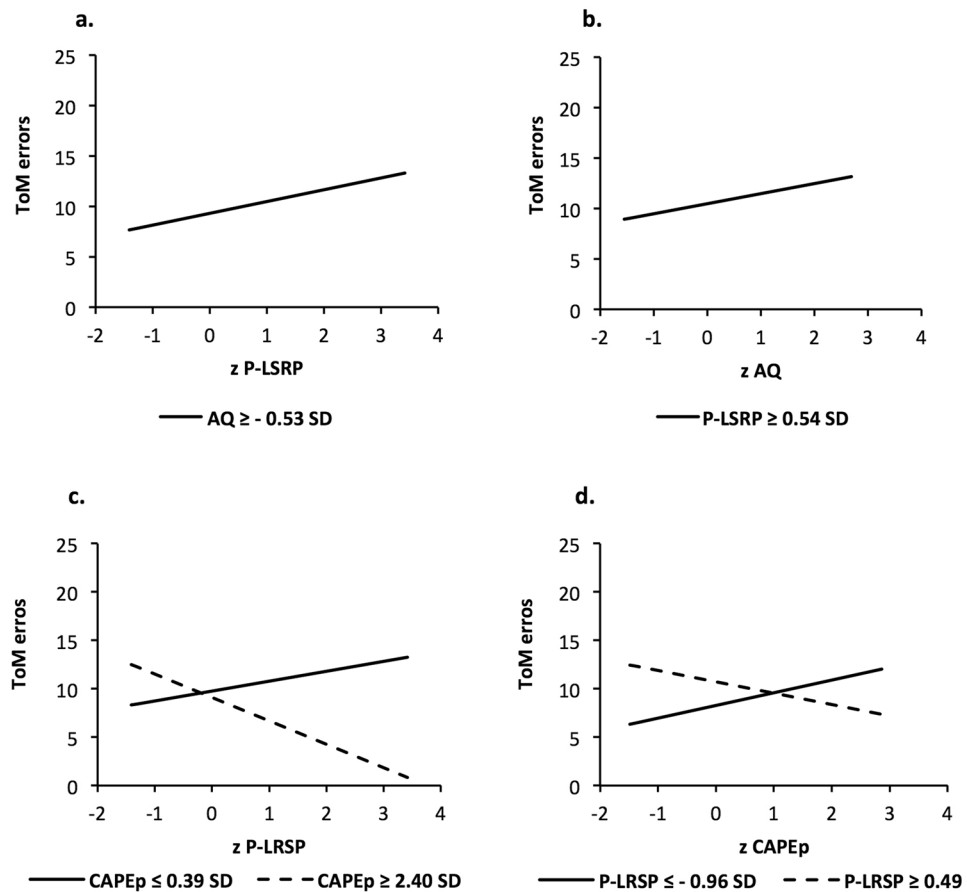 a.
25
20
15
10
5
0
ToM errors
-2 -1 0 1 2 3 4
z P-LSRP
AQ ≥ - 0.53 SD
b.
25
20
15
10
5
0
ToM errors
-2 -1 0 1 2 3 4
z AQ
P-LSRP ≥ 0.54 SD
c.
25
20
15
10
5
0
ToM erros
-2 -1 0 1 2 3 4
z P-LRSP
CAPEp ≤ 0.39 SD CAPEp ≥ 2.40 SD
d.
25
20
15
10
5
0
ToM erros
-2 -1 0 1 2 3 4
z CAPEp
P-LRSP ≤ - 0.96 SD P-LRSP ≥ 0.49